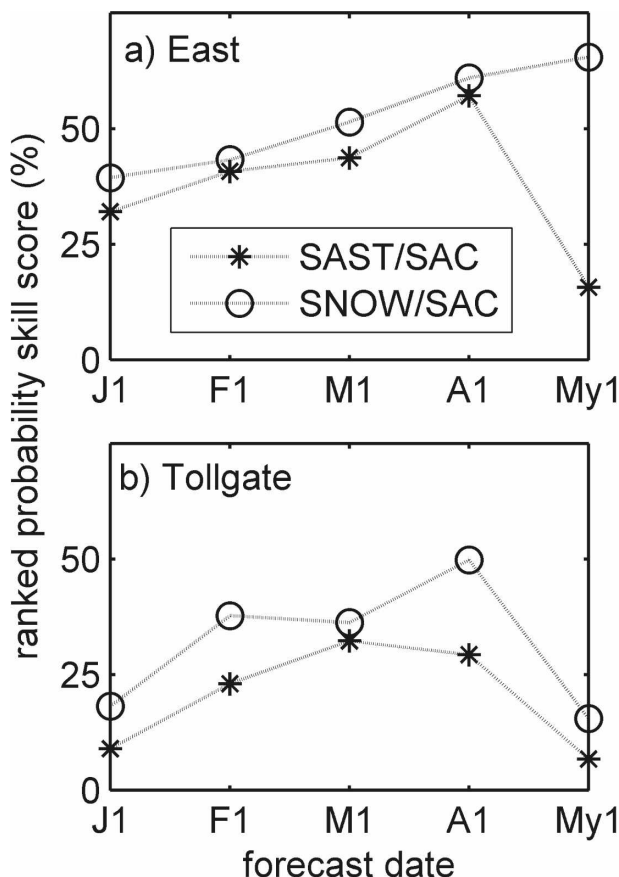 ranked probability skill score (%)
a) East
50
25
0
SAST/SAC
SNOW/SAC
J1 F1 M1 A1 My1
b) Tollgate
50
25
0
J1 F1 M1 A1 My1
forecast date